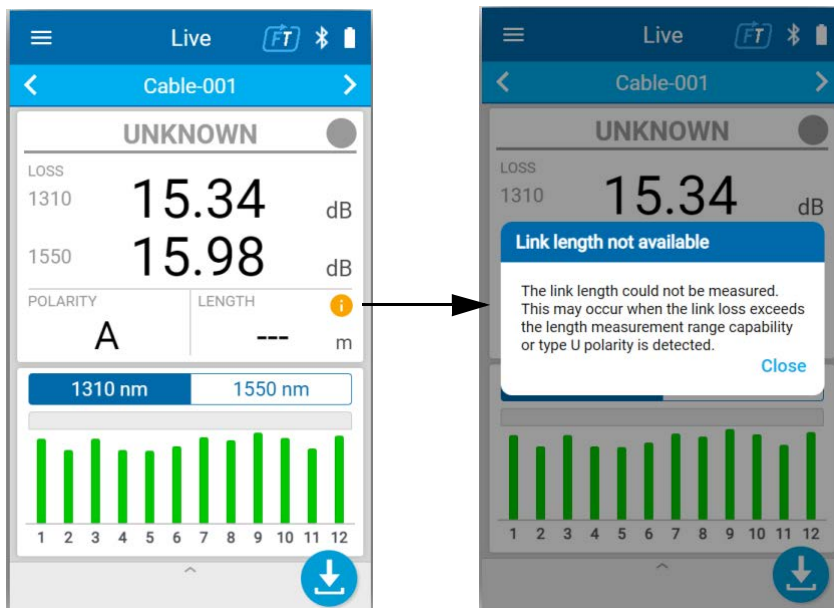 Live FT
Cable-001
UNKNOWN
LOSS
1310 15.34 dB
1550 15.98 dB
POLARITY LENGTH i
A --- m
1310 nm 1550 nm
1 2 3 4 5 6 7 8 9 10 11 12
Live FT
Cable-001
UNKNOWN
LOSS
1310 15.34 dB
Link length not available
The link length could not be measured.
This may occur when the link loss exceeds
the length measurement range capability
or type U polarity is detected.
Close
1 2 3 4 5 6 7 8 9 10 11 12